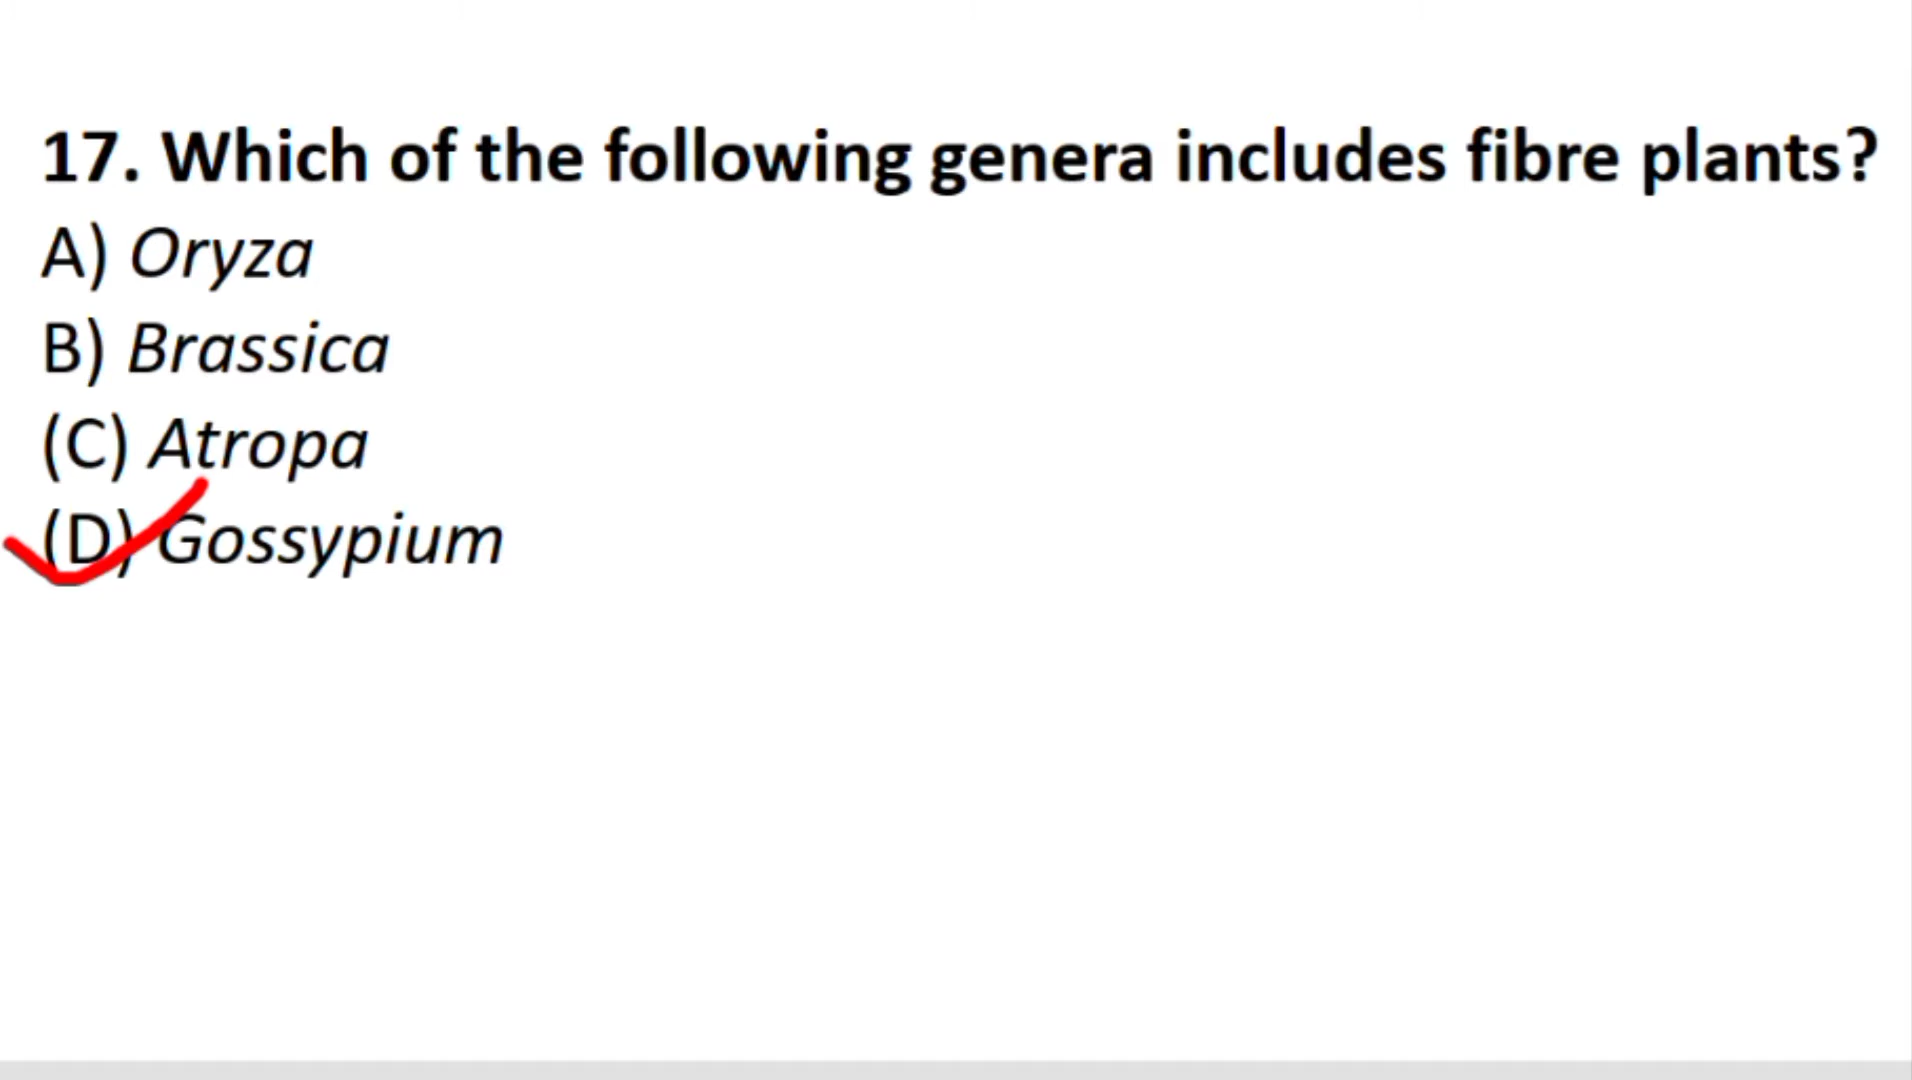 17. Which of the following genera includes fibre plants?
A) Oryza
B) Brassica
(C) Atropa
(D) Gossypium